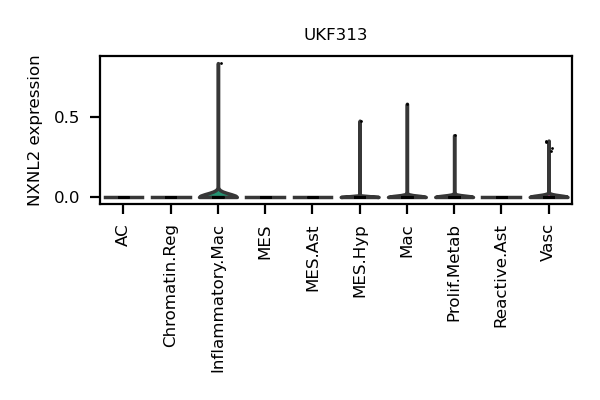 UKF313
NXNL2 expression
0.5
0.0
AC
Chromatin.Reg
Inflammatory.Mac
MES
MES.Ast
MES.Hyp
Mac
Prolif.Metab
Reactive.Ast
Vasc